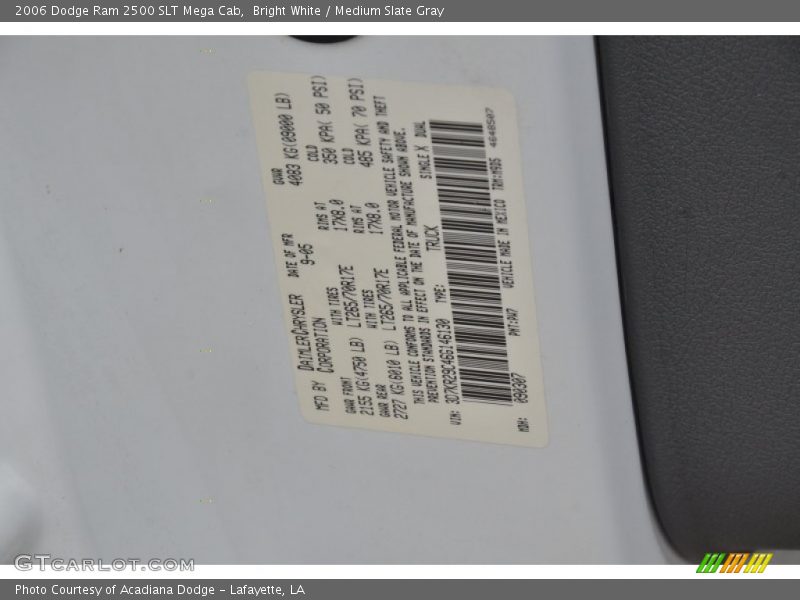 2006 Dodge Ram 2500 SLT Mega Cab,  Bright White / Medium Slate Gray
MFD BY DAIMLERCHRYSLER CORPORATION
DATE OF MFR 9-05
GVWR 4083 KG(09000 LB)
GAWR FRONT WITH TIRES RIMS AT COLD
2155 KG(4750 LB) LT265/70R17E 17X8.0 350 KPA( 50 PSI)
GAWR REAR WITH TIRES RIMS AT COLD
2727 KG(6010 LB) LT265/70R17E 17X8.0 485 KPA( 70 PSI)
THIS VEHICLE CONFORMS TO ALL APPLICABLE FEDERAL MOTOR VEHICLE SAFETY AND THEFT
PREVENTION STANDARDS IN EFFECT ON THE DATE OF MANUFACTURE SHOWN ABOVE.
VIN: 3D7KR29C46G146130 TYPE: TRUCK SINGLE X DUAL
MDH: 090307 PNT:PW7 VEHICLE MADE IN MEXICO TRM:M9D5 4648507
GTCARLOT.COM
Photo Courtesy of Acadiana Dodge - Lafayette, LA